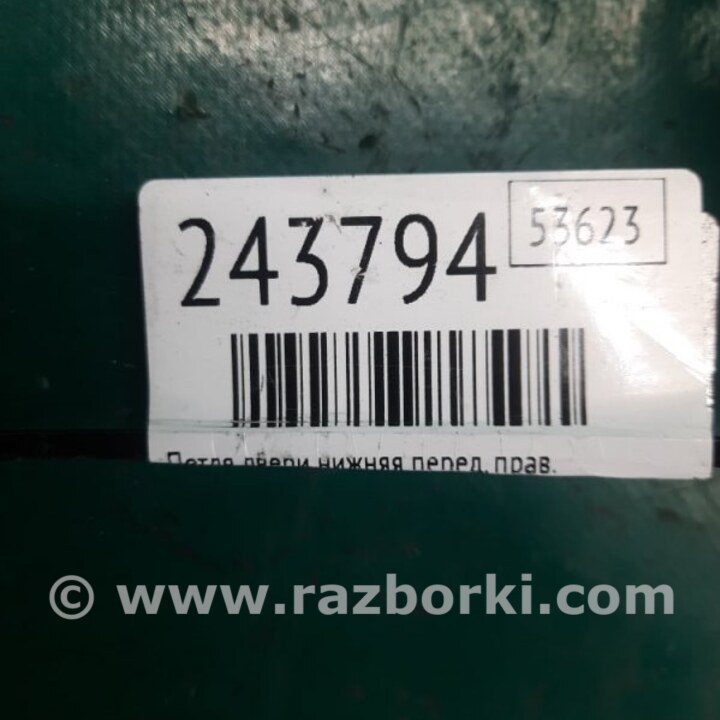 243794
53623
Петля двери нижняя перед. прав.
© www.razborki.com